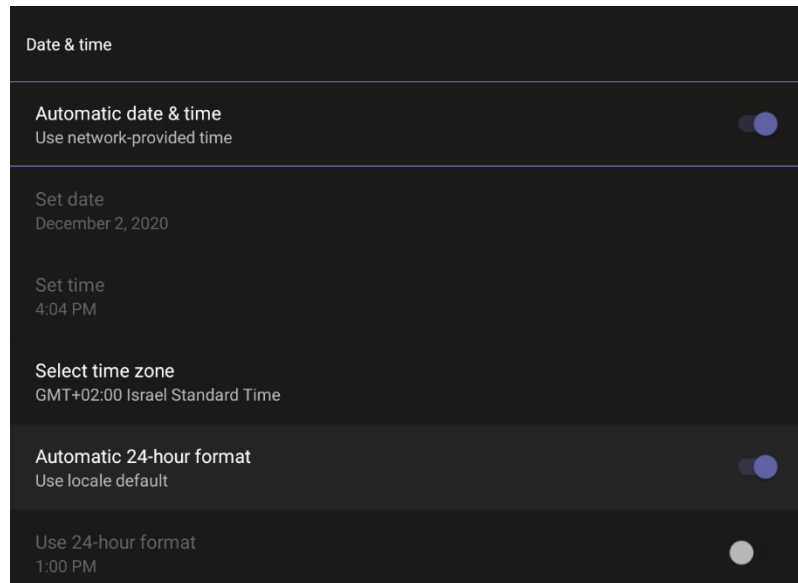 Date & time
Automatic date & time
Use network-provided time
Set date
December 2, 2020
Set time
4:04 PM
Select time zone
GMT+02:00 Israel Standard Time
Automatic 24-hour format
Use locale default
Use 24-hour format
1:00 PM